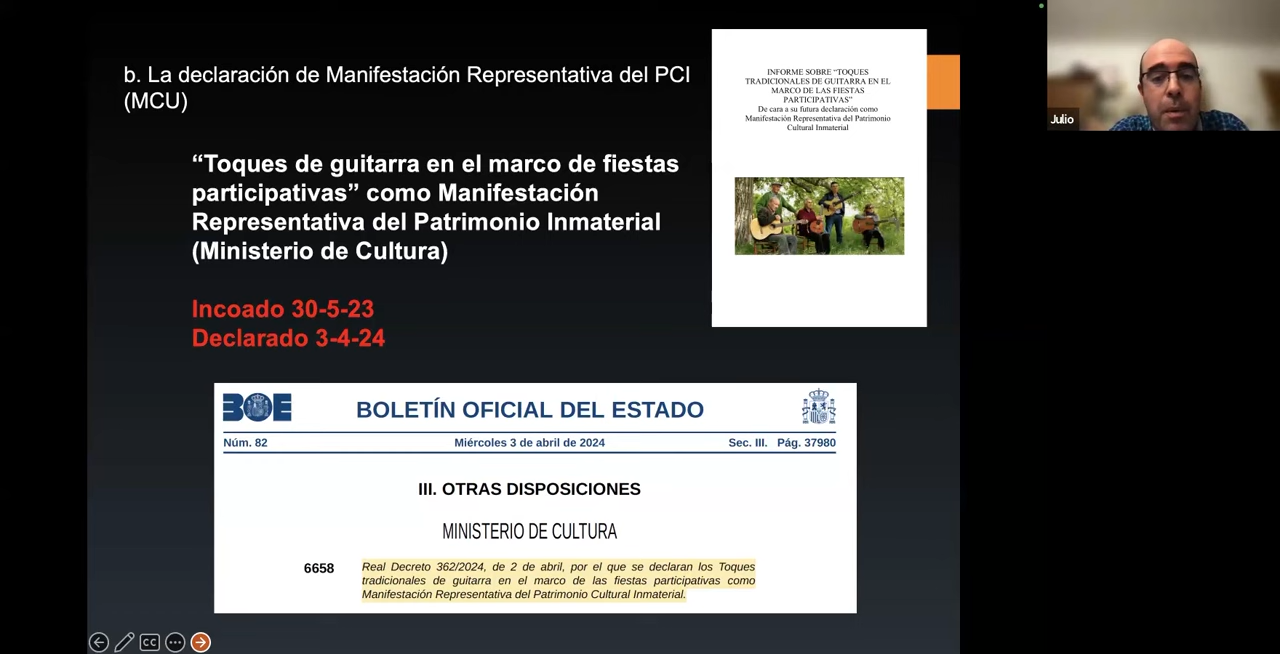 b. La declaración de Manifestación Representativa del PCI
(MCU)
“Toques de guitarra en el marco de fiestas
participativas” como Manifestación
Representativa del Patrimonio Inmaterial
(Ministerio de Cultura)
Incoado 30-5-23
Declarado 3-4-24
INFORME SOBRE “TOQUES
TRADICIONALES DE GUITARRA EN EL
MARCO DE LAS FIESTAS
PARTICIPATIVAS”
De cara a su futura declaración como
Manifestación Representativa del Patrimonio
Cultural Inmaterial
Julio
BOE
BOLETÍN OFICIAL DEL ESTADO
Núm. 82 Miércoles 3 de abril de 2024 Sec. III. Pág. 37980
III. OTRAS DISPOSICIONES
MINISTERIO DE CULTURA
6658 Real Decreto 362/2024, de 2 de abril, por el que se declaran los Toques
tradicionales de guitarra en el marco de las fiestas participativas como
Manifestación Representativa del Patrimonio Cultural Inmaterial.
CC